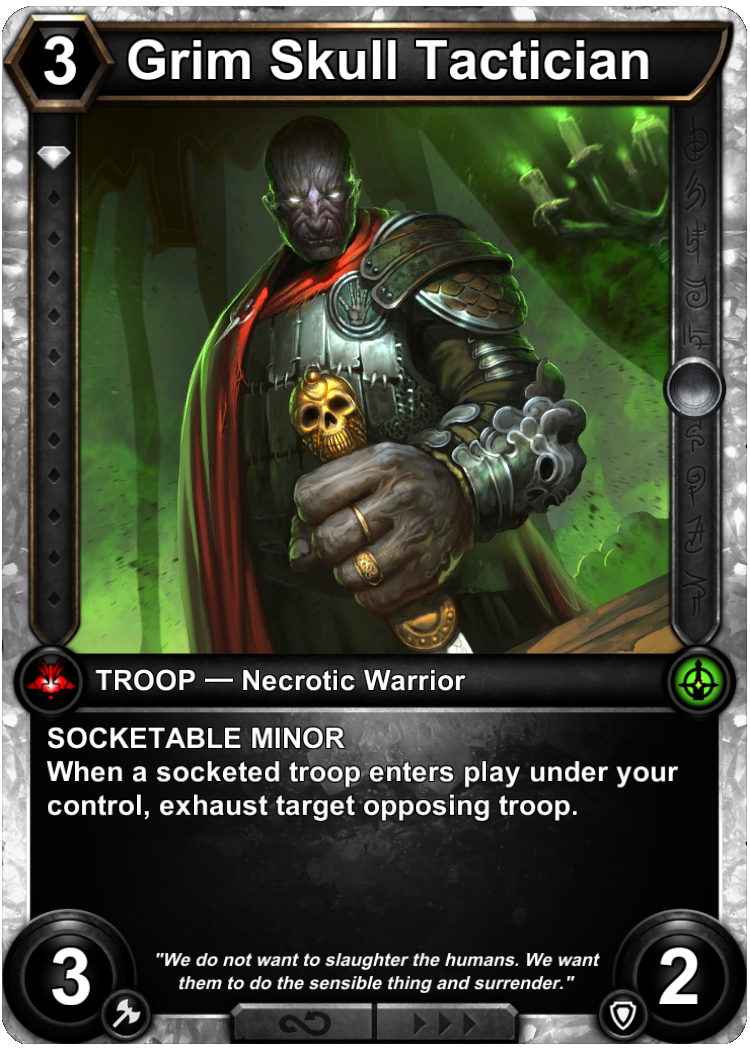 3
Grim Skull Tactician
TROOP — Necrotic Warrior
SOCKETABLE MINOR
When a socketed troop enters play under your
control, exhaust target opposing troop.
"We do not want to slaughter the humans. We want
them to do the sensible thing and surrender."
3
2